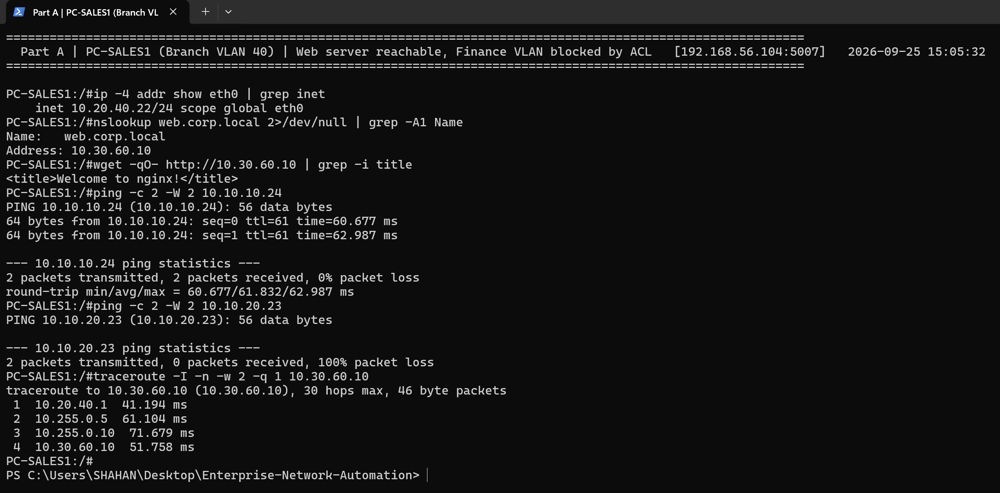 Part A | PC-SALES1 (Branch VL
==============================================================================================================
  Part A | PC-SALES1 (Branch VLAN 40) | Web server reachable, Finance VLAN blocked by ACL   [192.168.56.104:5007]   2026-09-25 15:05:32
==============================================================================================================

PC-SALES1:/#ip -4 addr show eth0 | grep inet
    inet 10.20.40.22/24 scope global eth0
PC-SALES1:/#nslookup web.corp.local 2>/dev/null | grep -A1 Name
Name:   web.corp.local
Address: 10.30.60.10
PC-SALES1:/#wget -qO- http://10.30.60.10 | grep -i title
<title>Welcome to nginx!</title>
PC-SALES1:/#ping -c 2 -W 2 10.10.10.24
PING 10.10.10.24 (10.10.10.24): 56 data bytes
64 bytes from 10.10.10.24: seq=0 ttl=61 time=60.677 ms
64 bytes from 10.10.10.24: seq=1 ttl=61 time=62.987 ms

--- 10.10.10.24 ping statistics ---
2 packets transmitted, 2 packets received, 0% packet loss
round-trip min/avg/max = 60.677/61.832/62.987 ms
PC-SALES1:/#ping -c 2 -W 2 10.10.20.23
PING 10.10.20.23 (10.10.20.23): 56 data bytes

--- 10.10.20.23 ping statistics ---
2 packets transmitted, 0 packets received, 100% packet loss
PC-SALES1:/#traceroute -I -n -w 2 -q 1 10.30.60.10
traceroute to 10.30.60.10 (10.30.60.10), 30 hops max, 46 byte packets
 1  10.20.40.1  41.194 ms
 2  10.255.0.5  61.104 ms
 3  10.255.0.10  71.679 ms
 4  10.30.60.10  51.758 ms
PC-SALES1:/#
PS C:\Users\SHAHAN\Desktop\Enterprise-Network-Automation>